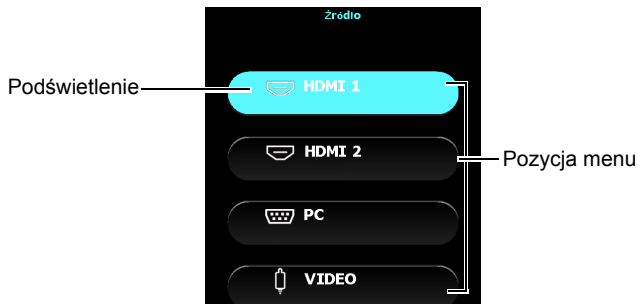 Źródło
Podświetlenie
HDMI 1
HDMI 2
Pozycja menu
PC
VIDEO